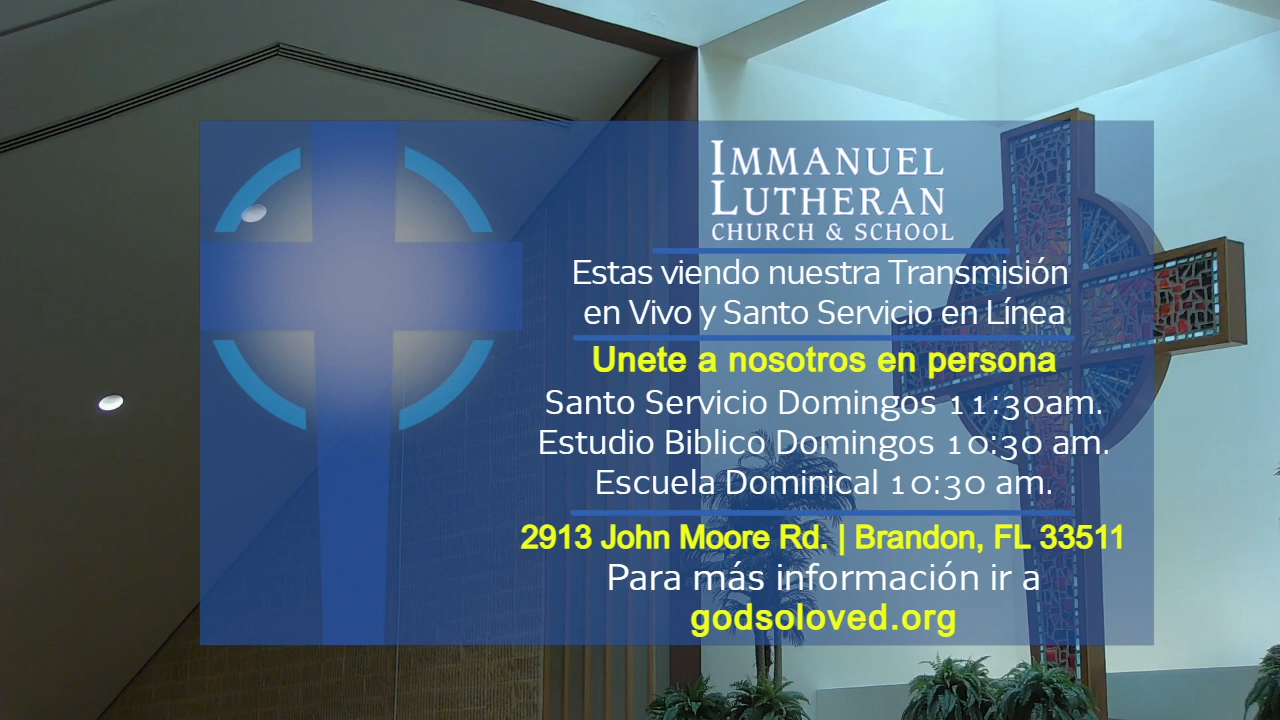 IMMANUEL
LUTHERAN
CHURCH & SCHOOL
Estas viendo nuestra Transmisión
en Vivo y Santo Servicio en Línea
Unete a nosotros en persona
Santo Servicio Domingos 11:30am.
Estudio Biblico Domingos 10:30 am.
Escuela Dominical 10:30 am.
2913 John Moore Rd. | Brandon, FL 33511
Para más información ir a
godsoloved.org